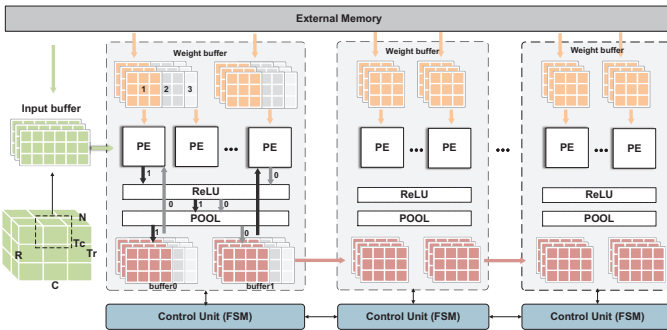 External Memory
Weight buffer
Weight buffer
Weight buffer
1 2 3
Input buffer
PE PE ... PE
PE ... PE
...
PE ... PE
1 0
ReLU
ReLU
ReLU
0 1 0 0
POOL
POOL
POOL
1 0
N
Tc
R
Tr
C
buffer0 buffer1
Control Unit (FSM)
Control Unit (FSM)
Control Unit (FSM)